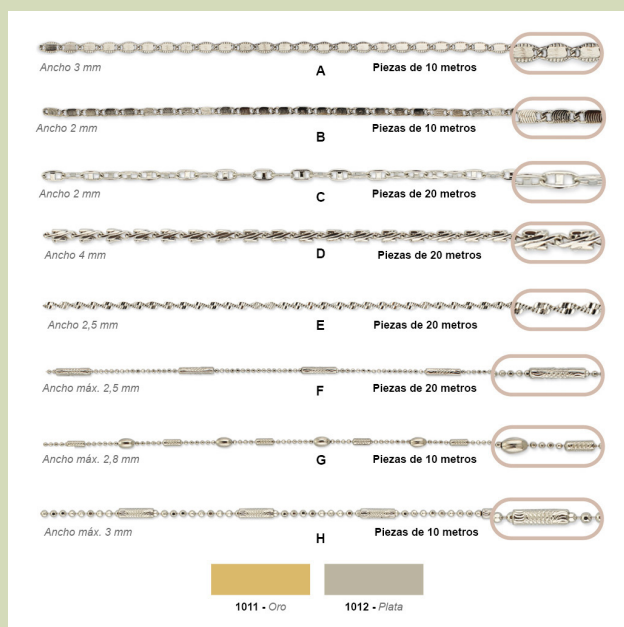 Ancho 3 mm A Piezas de 10 metros
Ancho 2 mm B Piezas de 10 metros
Ancho 2 mm C Piezas de 20 metros
Ancho 4 mm D Piezas de 20 metros
Ancho 2,5 mm E Piezas de 20 metros
Ancho máx. 2,5 mm F Piezas de 20 metros
Ancho máx. 2,8 mm G Piezas de 10 metros
Ancho máx. 3 mm H Piezas de 10 metros
1011 - Oro 1012 - Plata